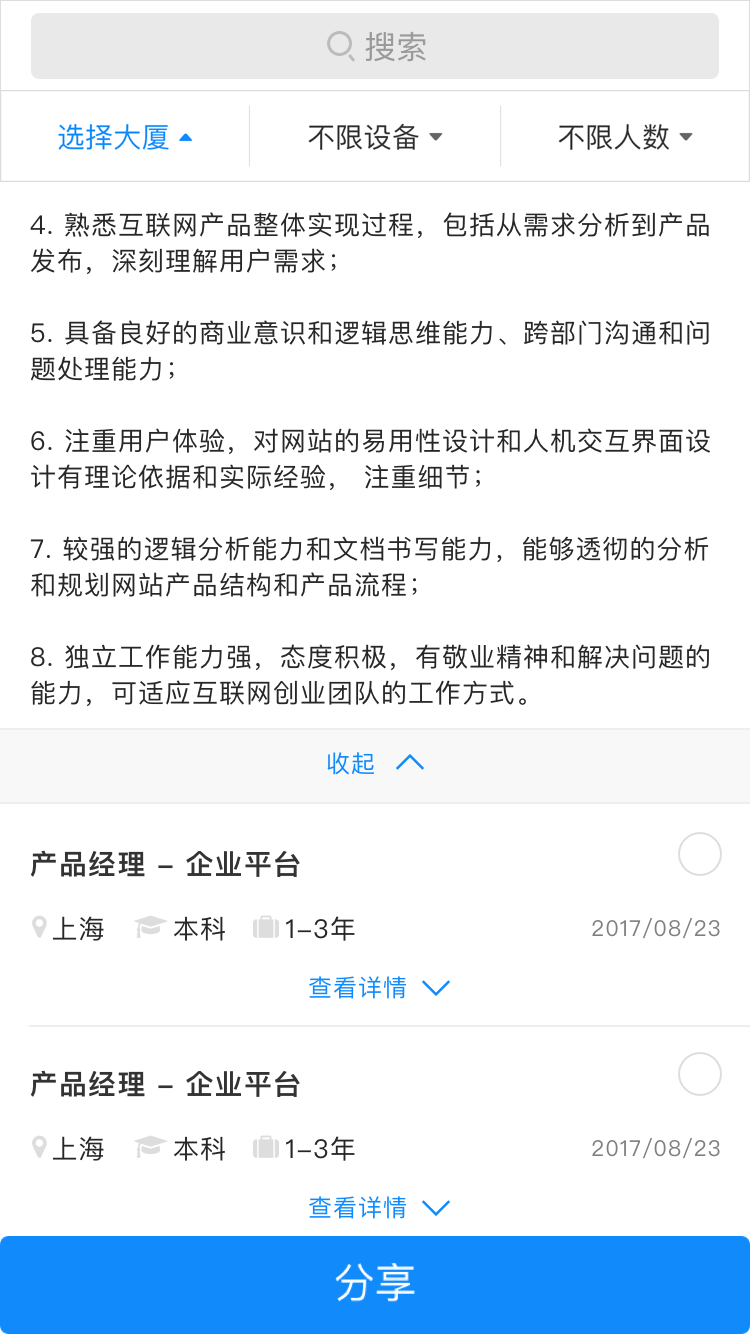 搜索
选择大厦 不限设备 不限人数
4. 熟悉互联网产品整体实现过程，包括从需求分析到产品
发布，深刻理解用户需求；
5. 具备良好的商业意识和逻辑思维能力、跨部门沟通和问
题处理能力；
6. 注重用户体验，对网站的易用性设计和人机交互界面设
计有理论依据和实际经验， 注重细节；
7. 较强的逻辑分析能力和文档书写能力，能够透彻的分析
和规划网站产品结构和产品流程；
8. 独立工作能力强，态度积极，有敬业精神和解决问题的
能力，可适应互联网创业团队的工作方式。
收起
产品经理 – 企业平台
上海 本科 1–3年 2017/08/23
查看详情
产品经理 – 企业平台
上海 本科 1–3年 2017/08/23
查看详情
分享